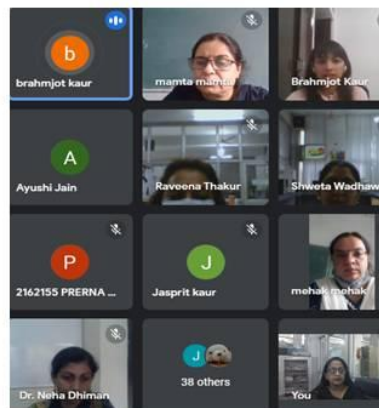 b
brahmjot kaur
mamta mamta
Brahmjot Kaur
A
Ayushi Jain
Raveena Thakur
Shweta Wadhaw
P
2162155 PRERNA ...
J
Jasprit kaur
mehak mehak
Dr. Neha Dhiman
J
38 others
You